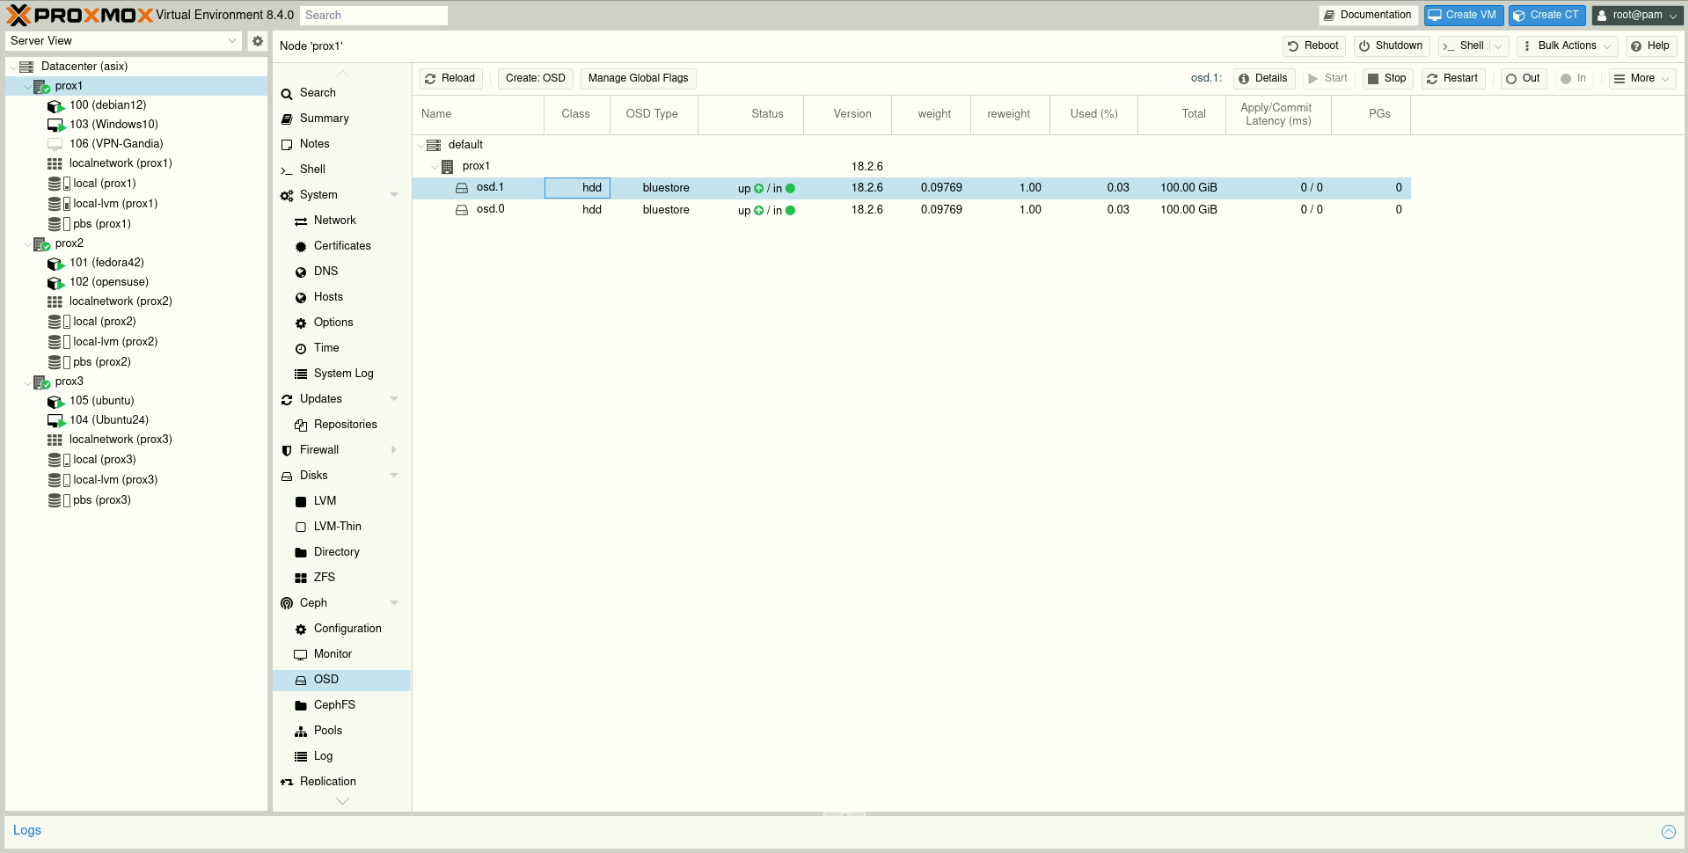 PROXMOX Virtual Environment 8.4.0 Search Documentation Create VM Create CT root@pam
Server View
Node 'prox1' Reboot Shutdown Shell Bulk Actions Help
Datacenter (asix)
prox1
100 (debian12)
103 (Windows10)
106 (VPN-Gandia)
localnetwork (prox1)
local (prox1)
local-lvm (prox1)
pbs (prox1)
prox2
101 (fedora42)
102 (opensuse)
localnetwork (prox2)
local (prox2)
local-lvm (prox2)
pbs (prox2)
prox3
105 (ubuntu)
104 (Ubuntu24)
localnetwork (prox3)
local (prox3)
local-lvm (prox3)
pbs (prox3)
Search
Summary
Notes
Shell
System
Network
Certificates
DNS
Hosts
Options
Time
System Log
Updates
Repositories
Firewall
Disks
LVM
LVM-Thin
Directory
ZFS
Ceph
Configuration
Monitor
OSD
CephFS
Pools
Log
Replication
Reload Create: OSD Manage Global Flags osd.1: Details Start Stop Restart Out In More
Name Class OSD Type Status Version weight reweight Used (%) Total Apply/Commit Latency (ms) PGs
default
prox1 18.2.6
osd.1 hdd bluestore up / in 18.2.6 0.09769 1.00 0.03 100.00 GiB 0 / 0 0
osd.0 hdd bluestore up / in 18.2.6 0.09769 1.00 0.03 100.00 GiB 0 / 0 0
Logs